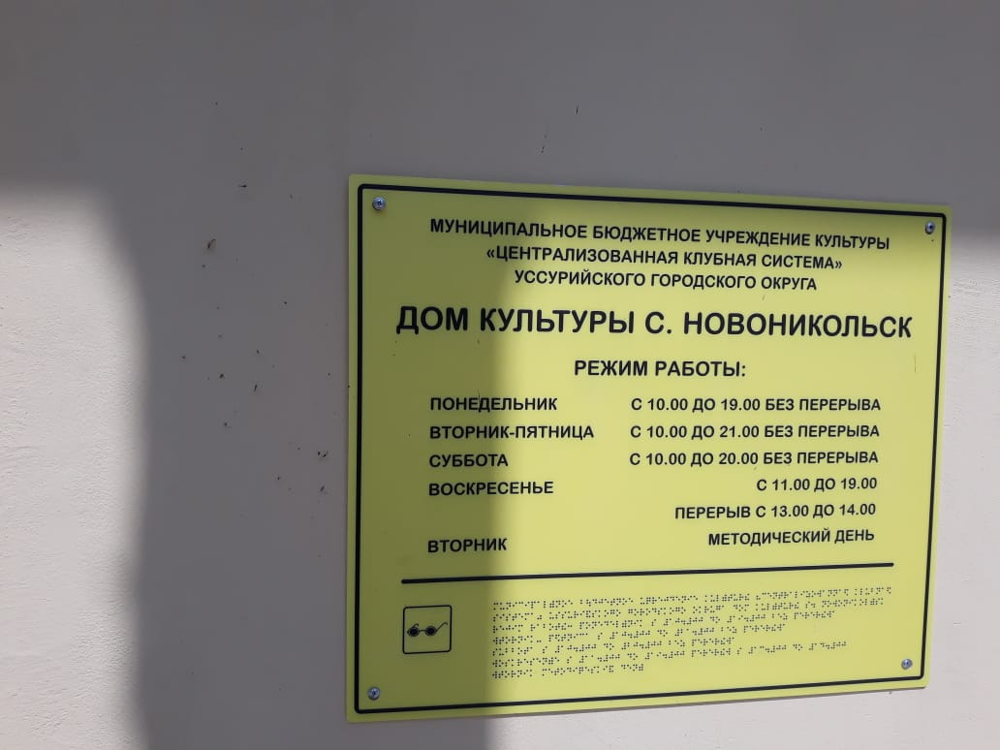 МУНИЦИПАЛЬНОЕ БЮДЖЕТНОЕ УЧРЕЖДЕНИЕ КУЛЬТУРЫ
«ЦЕНТРАЛИЗОВАННАЯ КЛУБНАЯ СИСТЕМА»
УССУРИЙСКОГО ГОРОДСКОГО ОКРУГА
ДОМ КУЛЬТУРЫ С. НОВОНИКОЛЬСК
РЕЖИМ РАБОТЫ:
ПОНЕДЕЛЬНИК С 10.00 ДО 19.00 БЕЗ ПЕРЕРЫВА
ВТОРНИК-ПЯТНИЦА С 10.00 ДО 21.00 БЕЗ ПЕРЕРЫВА
СУББОТА С 10.00 ДО 20.00 БЕЗ ПЕРЕРЫВА
ВОСКРЕСЕНЬЕ С 11.00 ДО 19.00
ПЕРЕРЫВ С 13.00 ДО 14.00
ВТОРНИК МЕТОДИЧЕСКИЙ ДЕНЬ